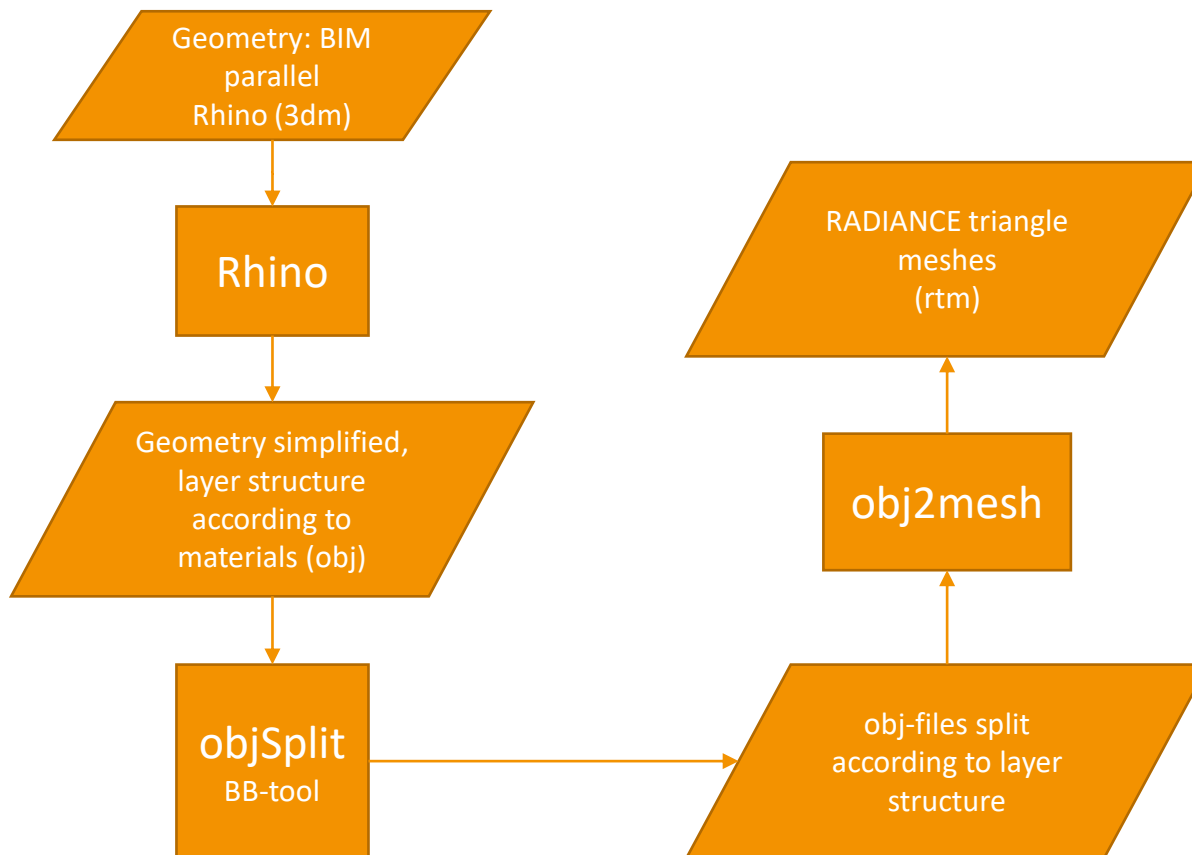 Geometry: BIM
parallel
Rhino (3dm)
Rhino
Geometry simplified,
layer structure
according to
materials (obj)
objSplit
BB-tool
obj-files split
according to layer
structure
obj2mesh
RADIANCE triangle
meshes
(rtm)